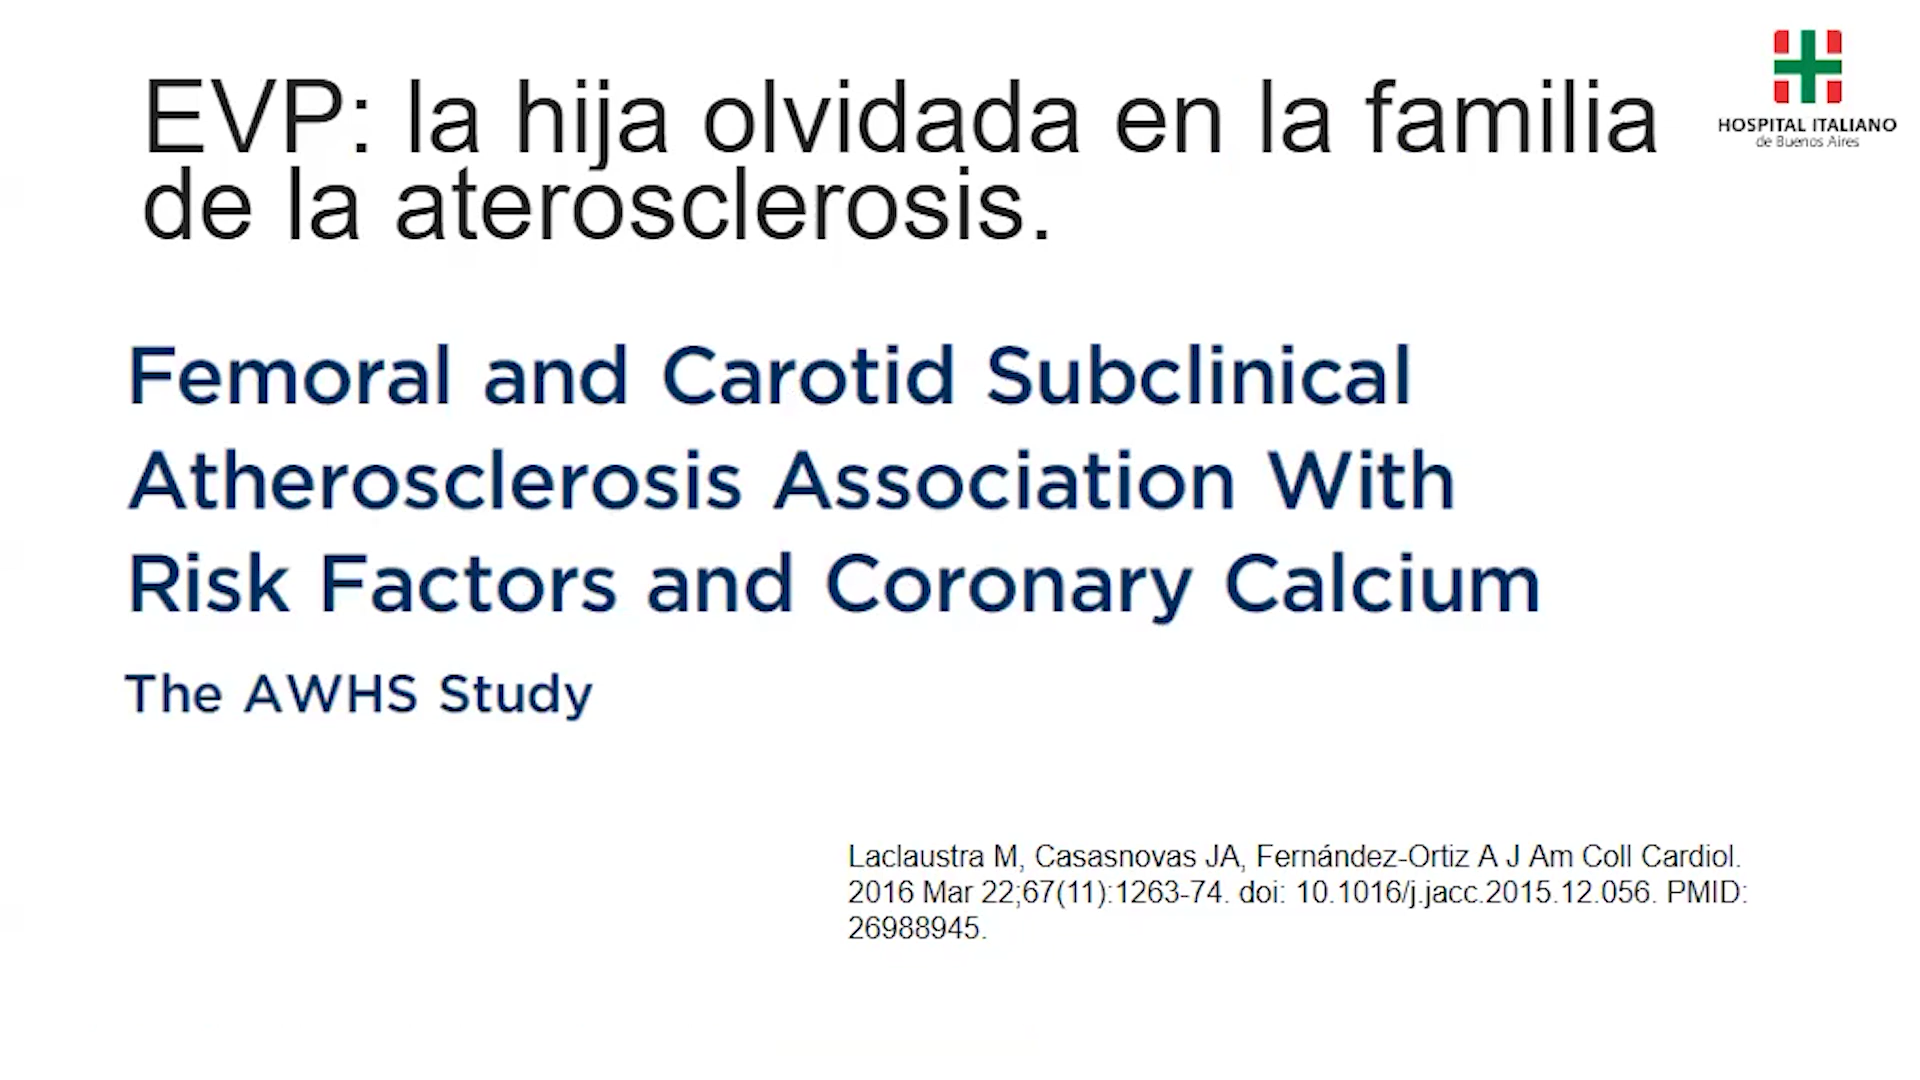 EVP: la hija olvidada en la familia
de la aterosclerosis.
HOSPITAL ITALIANO
de Buenos Aires
Femoral and Carotid Subclinical
Atherosclerosis Association With
Risk Factors and Coronary Calcium
The AWHS Study
Laclaustra M, Casasnovas JA, Fernández-Ortiz A J Am Coll Cardiol.
2016 Mar 22;67(11):1263-74. doi: 10.1016/j.jacc.2015.12.056. PMID:
26988945.